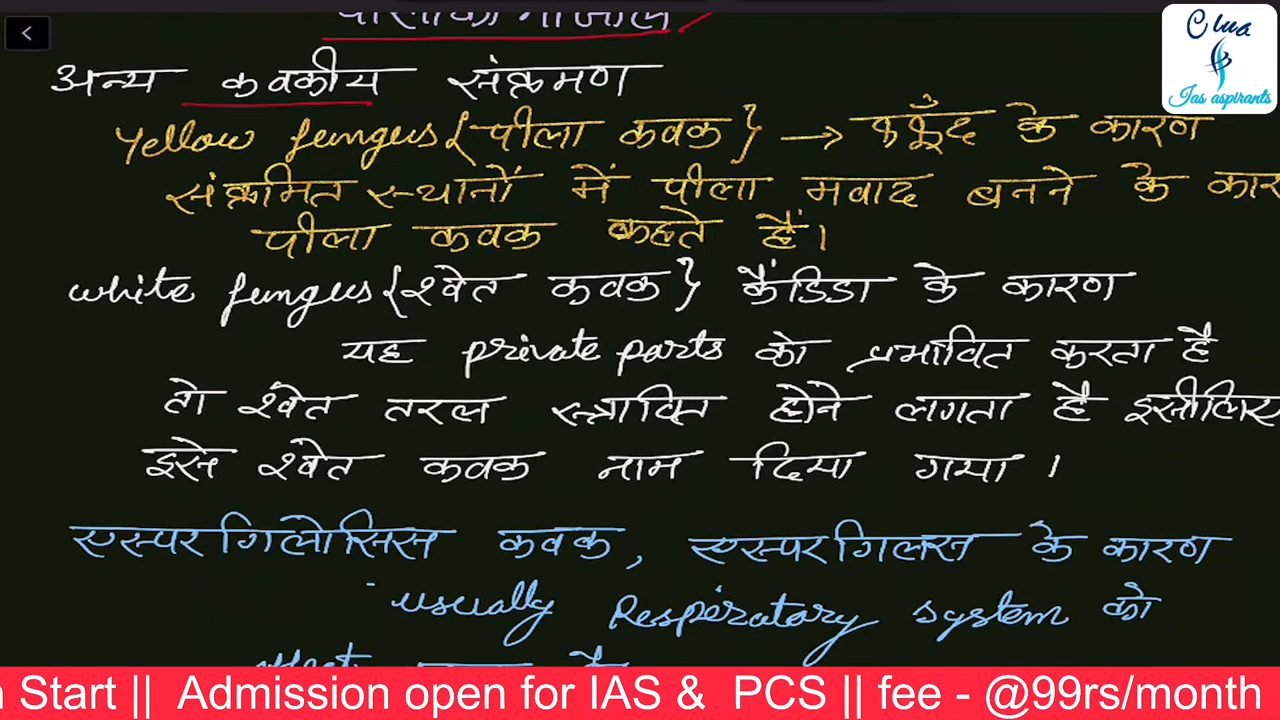 Clua
Ias aspirants
अन्य कवकीय संक्रमण
Yellow fungus {पीला कवक} → फफूँद के कारण
संक्रमित स्थानों में पीला मवाद बनने के कार
पीला कवक कहते हैं।
white fungus {श्वेत कवक} कैंडिडा के कारण
यह private parts को प्रभावित करता है
तो श्वेत तरल स्त्रावित होने लगता है इसीलिए
इसे श्वेत कवक नाम दिया गया ।
एस्परगिलोसिस कवक, एस्परगिलस के कारण
usually Respiratory system को
n Start || Admission open for IAS & PCS || fee - @99rs/month